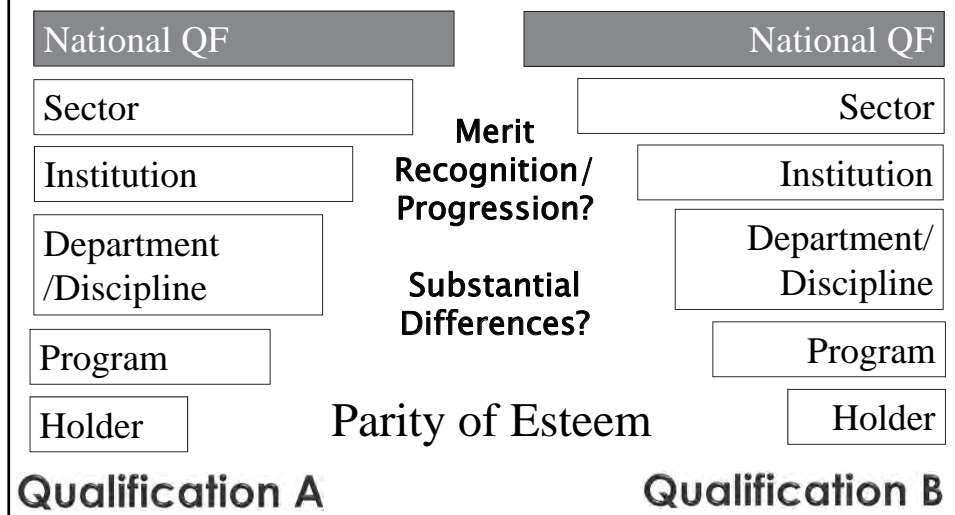 National QF
National QF
Sector
Sector
Merit
Recognition/
Progression?
Institution
Institution
Department
/Discipline
Department/
Discipline
Substantial
Differences?
Program
Program
Holder
Parity of Esteem
Holder
Qualification A
Qualification B